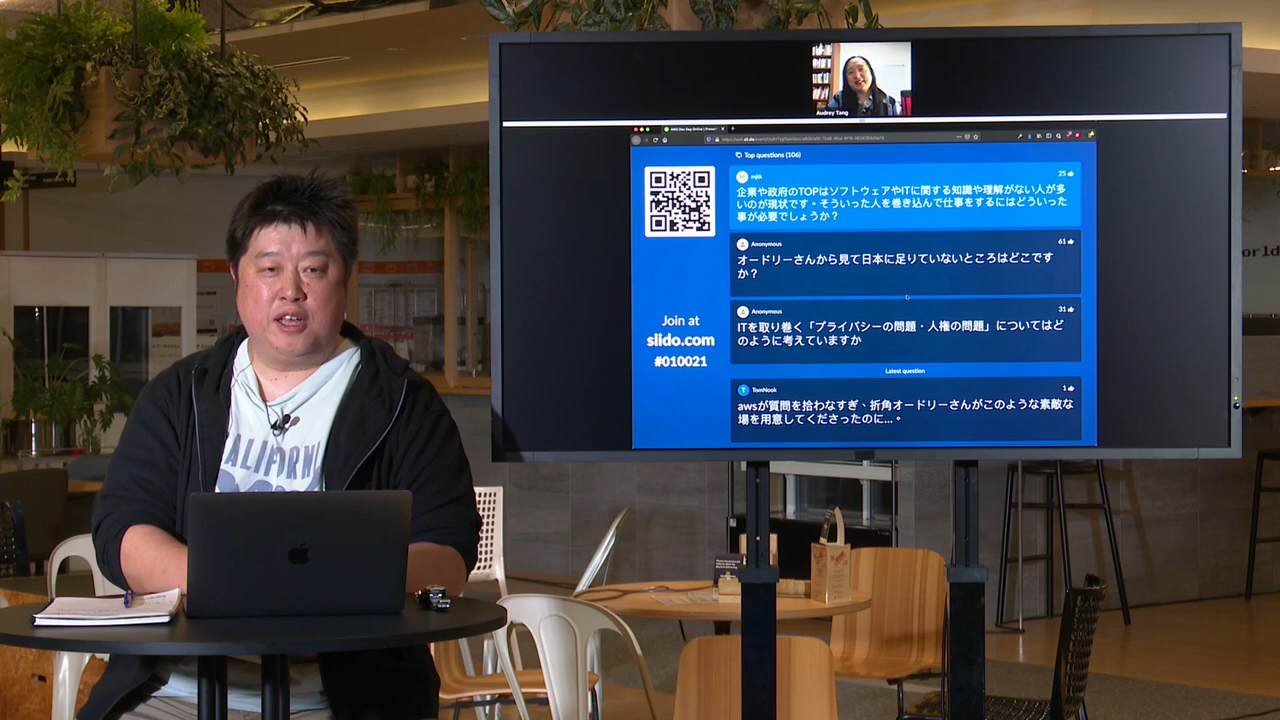 Audrey Tang
Top questions (106)
mjkk 25
企業や政府のTOPはソフトウェアやITに関する知識や理解がない人が多
いのが現状です。そういった人を巻き込んで仕事をするにはどういった
事が必要でしょうか？
Anonymous 61
オードリーさんから見て日本に足りていないところはどこです
か？
Anonymous 31
ITを取り巻く「プライバシーの問題・人権の問題」についてはど
のように考えていますか
Join at
slido.com
#010021
Latest question
T TomNook 1
awsが質問を拾わなすぎ、折角オードリーさんがこのような素敵な
場を用意してくださったのに...。
orld
CALIFORN